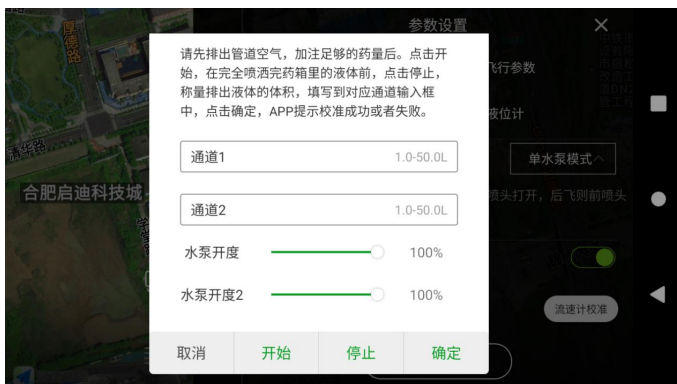 参数设置
厚德路
请先排出管道空气，加注足够的药量后。点击开
始，在完全喷洒完药箱里的液体前，点击停止，
称量排出液体的体积，填写到对应通道输入框
中，点击确定，APP提示校准成功或者失败。
飞行参数
液位计
清华路
通道1 1.0-50.0L
单水泵模式
合肥启迪科技城
通道2 1.0-50.0L
喷头打开，后飞则前喷头
水泵开度 100%
水泵开度2 100%
流速计校准
取消 开始 停止 确定